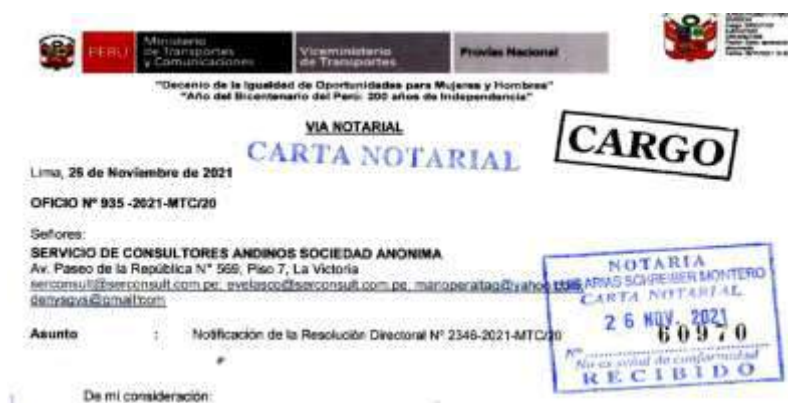 PERÚ
Ministerio
de Transportes
y Comunicaciones
Viceministerio
de Transportes
Provías Nacional
"Decenio de la Igualdad de Oportunidades para Mujeres y Hombres"
"Año del Bicentenario del Perú: 200 años de Independencia"
VIA NOTARIAL
CARTA NOTARIAL
CARGO
Lima, 26 de Noviembre de 2021
OFICIO Nº 935 -2021-MTC/20
Señores:
SERVICIO DE CONSULTORES ANDINOS SOCIEDAD ANONIMA
Av. Paseo de la República N° 569, Piso 7, La Victoria
serconsult@serconsult.com.pe, evelasco@serconsult.com.pe,
Asunto : Notificación de la Resolución Directoral Nº 2346-2021-MTC/20
De mi consideración:
NOTARIA
ARIAS SCHREIBER MONTERO
CARTA NOTARIAL
26 NOV. 2021
60970
Nº
No es señal de conformidad
RECIBIDO